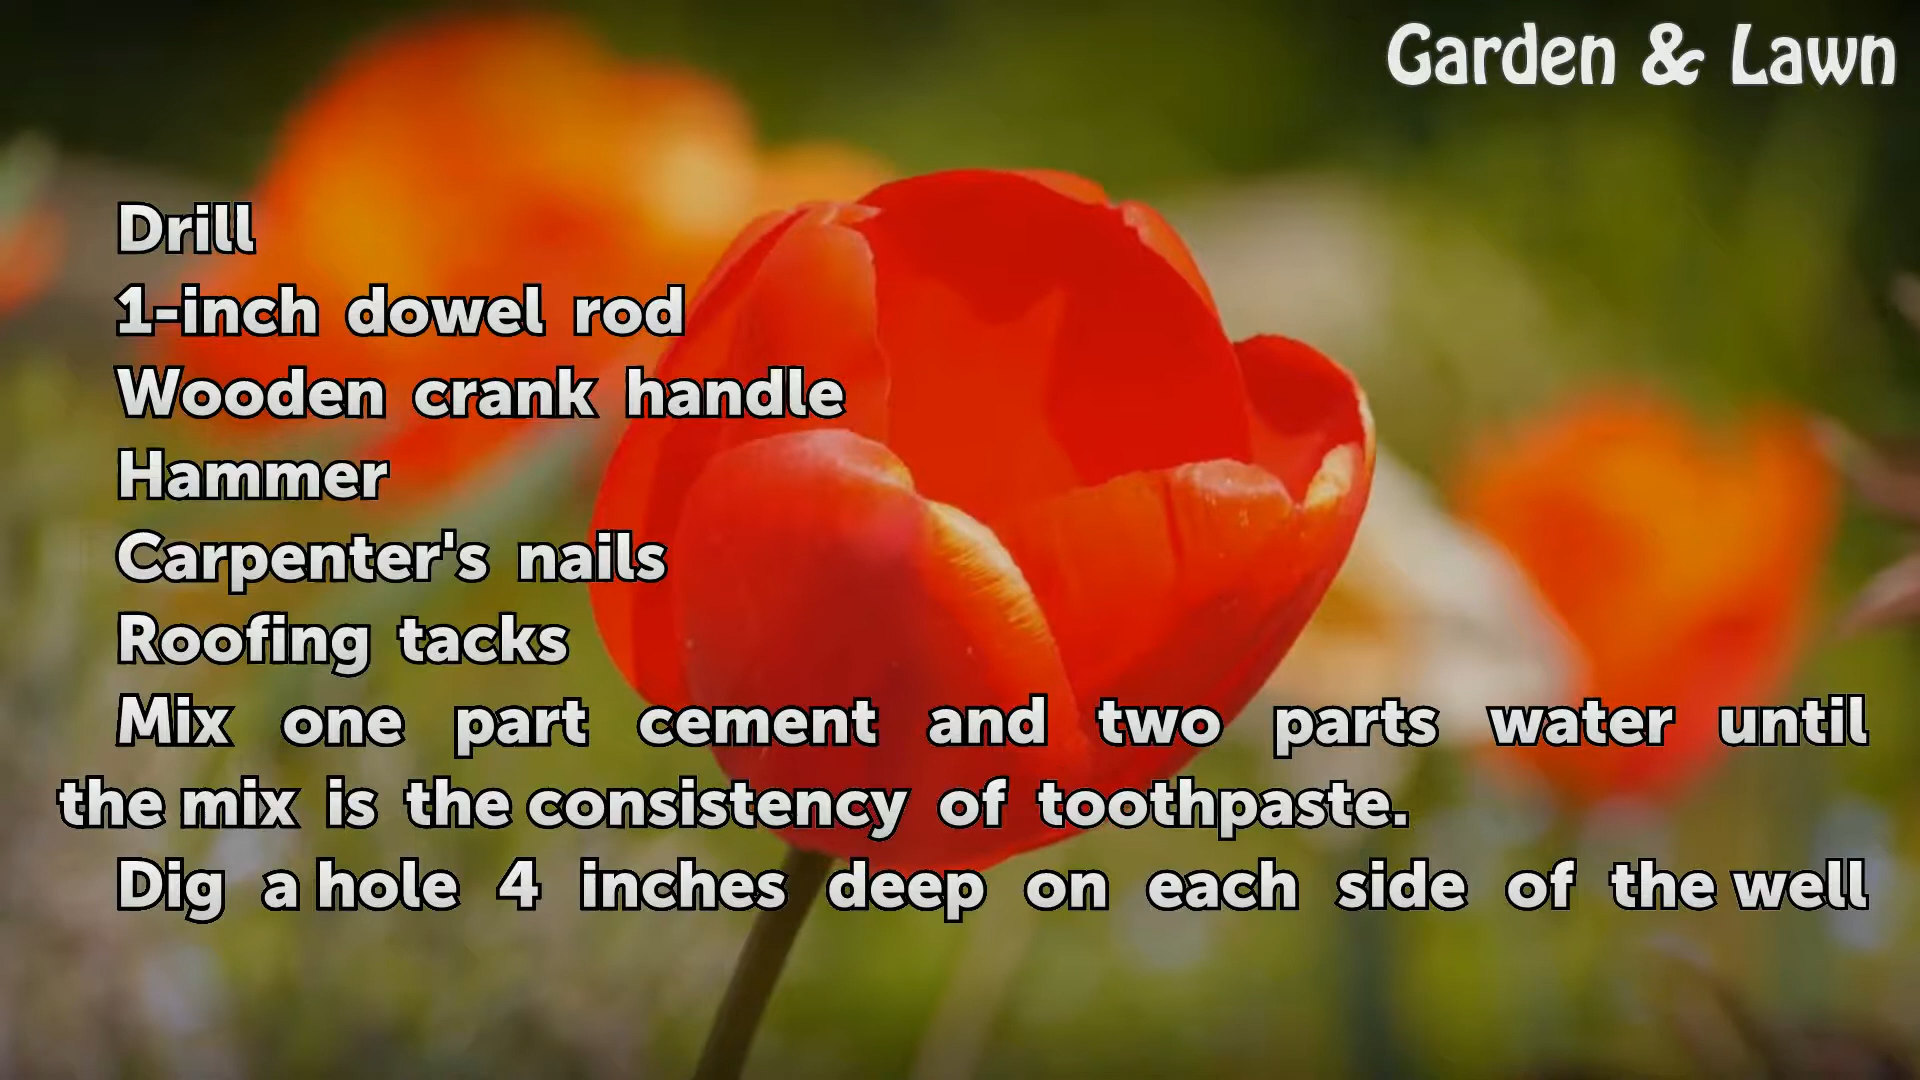 Garden & Lawn
Drill
1-inch dowel rod
Wooden crank handle
Hammer
Carpenter's nails
Roofing tacks
Mix one part cement and two parts water until
the mix is the consistency of toothpaste.
Dig a hole 4 inches deep on each side of the well